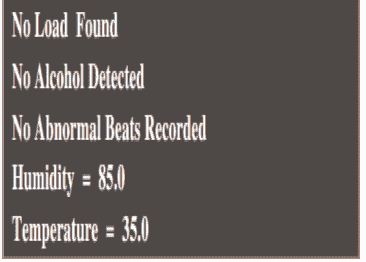 No Load Found
No Alcohol Detected
No Abnormal Beats Recorded
Humidity = 85.0
Temperature = 35.0